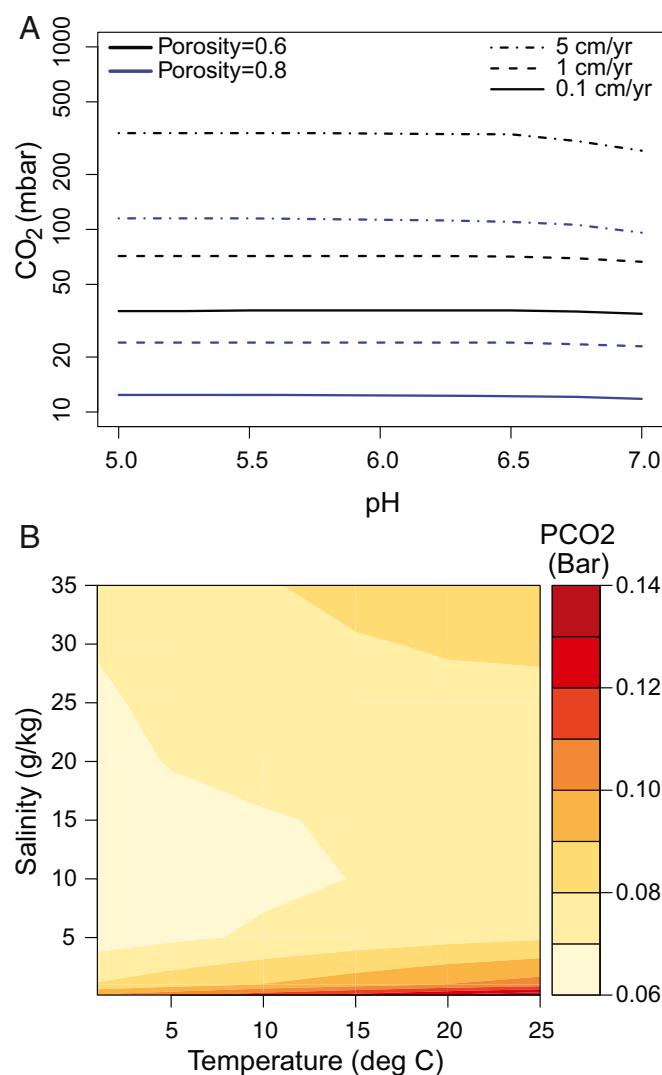 A
Porosity=0.6
Porosity=0.8
5 cm/yr
1 cm/yr
0.1 cm/yr
CO2 (mbar)
1000
500
200
100
50
20
10
5.0 5.5 6.0 6.5 7.0
pH
B
PCO2
(Bar)
Salinity (g/kg)
35
30
25
20
15
10
5
5 10 15 20 25
Temperature (deg C)
0.14
0.12
0.10
0.08
0.06